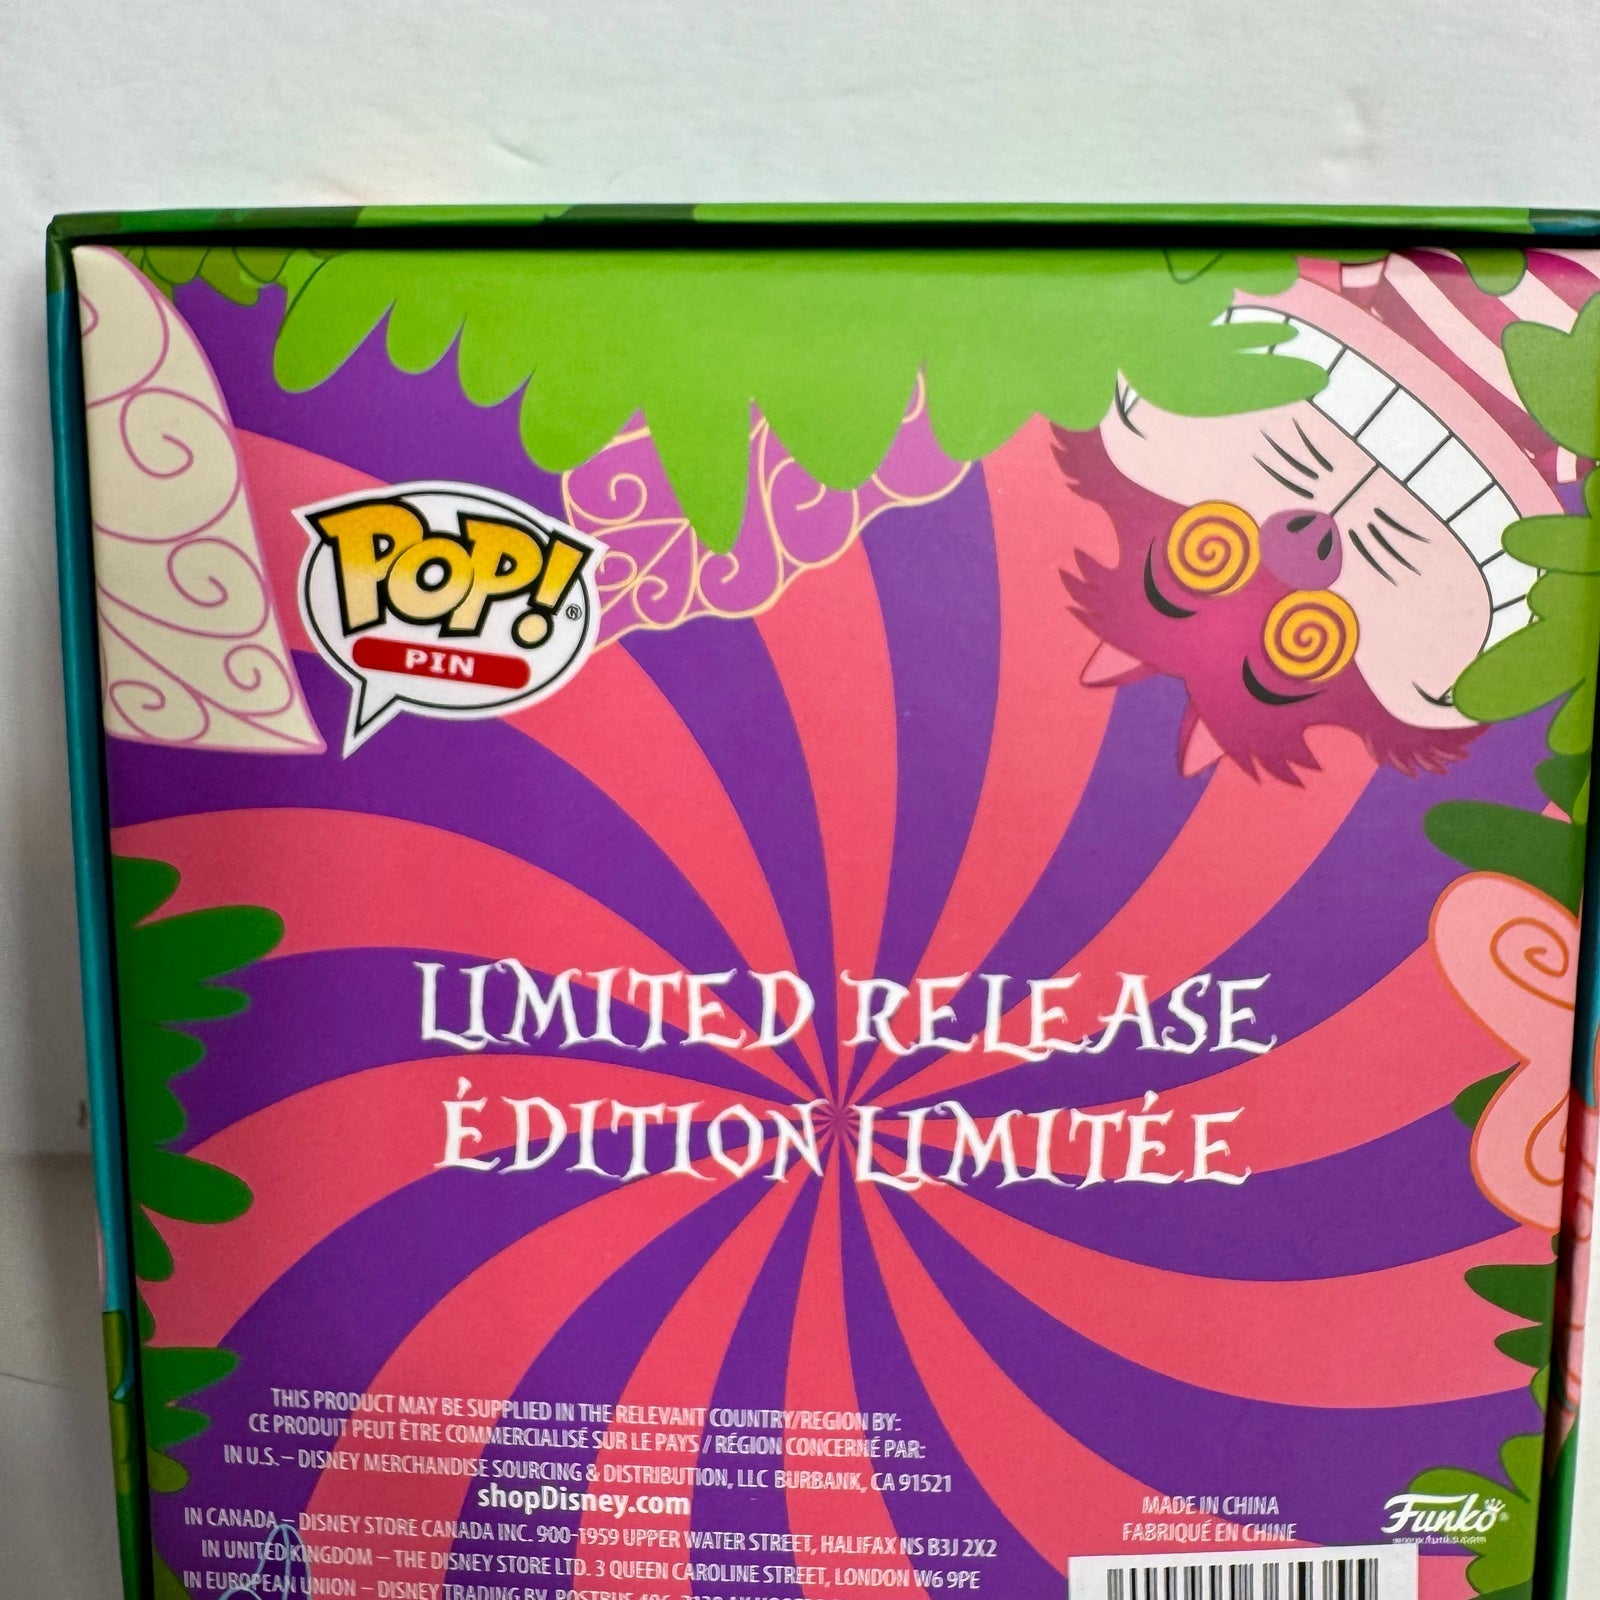 POP!®
PIN
LIMITED RELEASE
ÉDITION LIMITÉE
THIS PRODUCT MAY BE SUPPLIED IN THE RELEVANT COUNTRY/REGION BY:
CE PRODUIT PEUT ÊTRE COMMERCIALISÉ SUR LE PAYS / RÉGION CONCERNÉ PAR:
IN U.S. – DISNEY MERCHANDISE SOURCING & DISTRIBUTION, LLC BURBANK, CA 91521
shopDisney.com
IN CANADA – DISNEY STORE CANADA INC. 900-1959 UPPER WATER STREET, HALIFAX NS B3J 2X2
IN UNITED KINGDOM – THE DISNEY STORE LTD. 3 QUEEN CAROLINE STREET, LONDON W6 9PE
IN EUROPEAN UNION – DISNEY TRADING BV. POSTBUS
MADE IN CHINA
FABRIQUÉ EN CHINE
Funko®